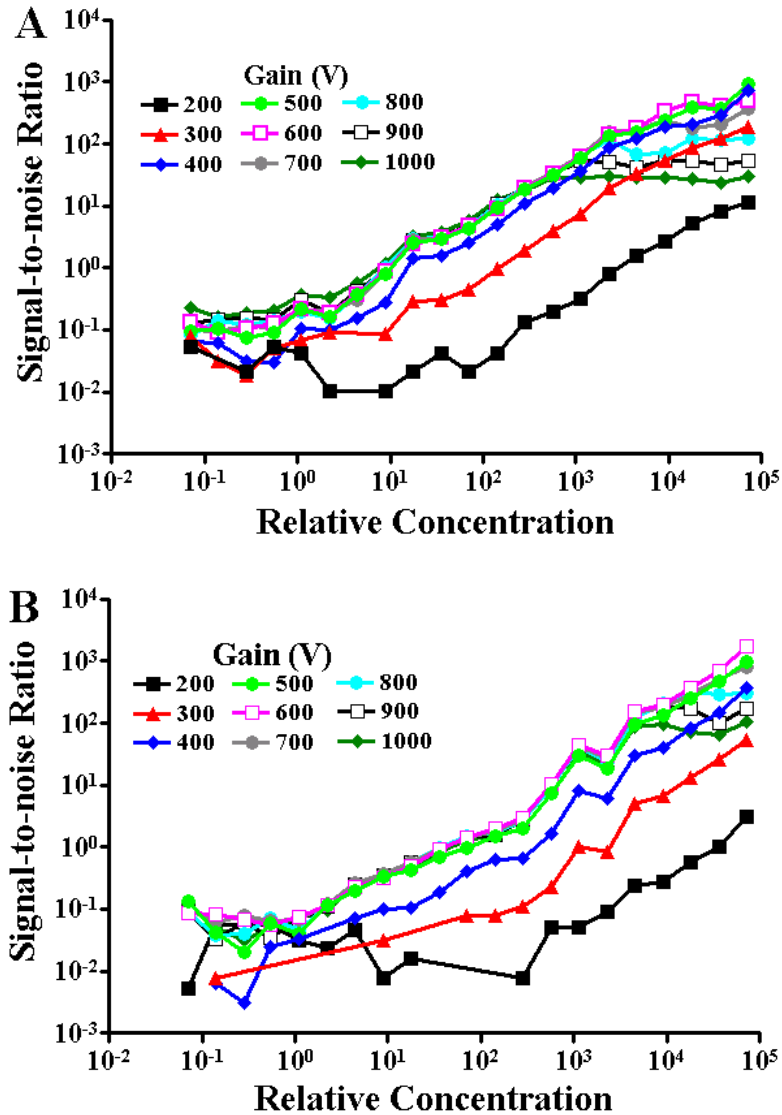 A
Signal-to-noise Ratio
10^4
10^3
10^2
10^1
10^0
10^-1
10^-2
10^-3
Gain (V)
200 500 800
300 600 900
400 700 1000
10^-2 10^-1 10^0 10^1 10^2 10^3 10^4 10^5
Relative Concentration
B
Signal-to-noise Ratio
10^4
10^3
10^2
10^1
10^0
10^-1
10^-2
10^-3
Gain (V)
200 500 800
300 600 900
400 700 1000
10^-2 10^-1 10^0 10^1 10^2 10^3 10^4 10^5
Relative Concentration